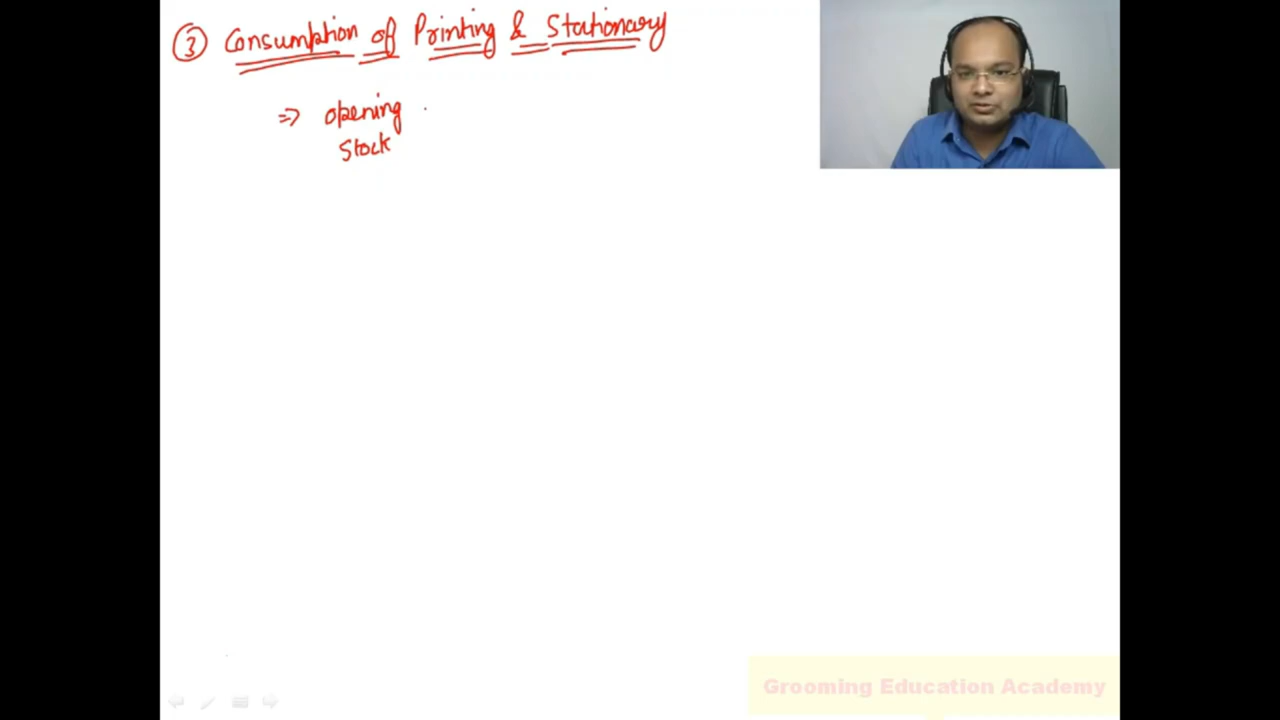 ③ Consumption of Printing & Stationary
⇒ opening
Stock
Grooming Education Academy